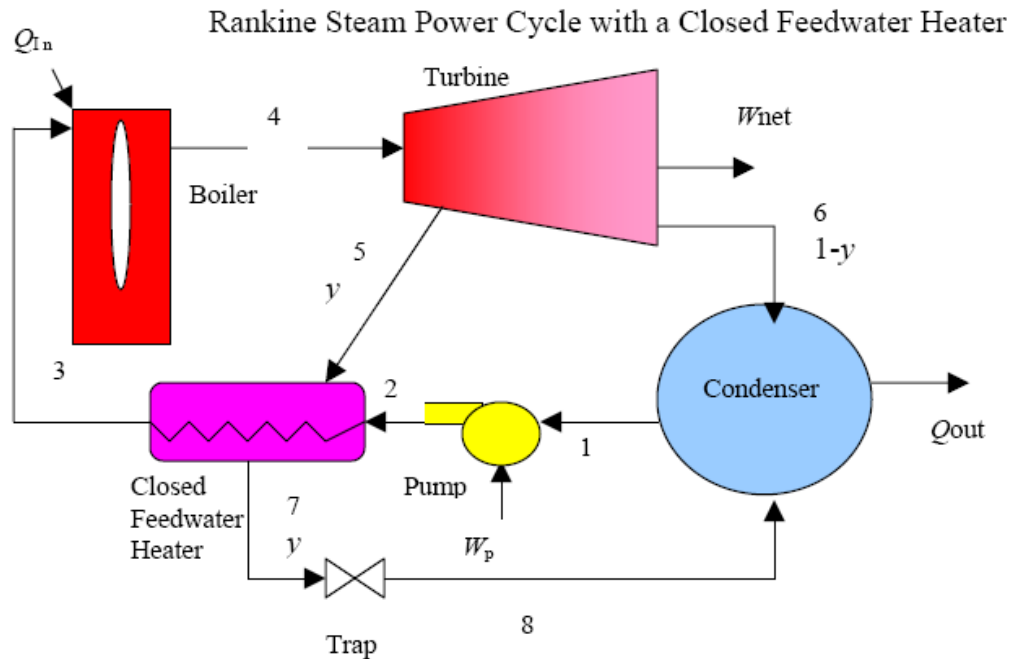 Rankine Steam Power Cycle with a Closed Feedwater Heater
QIn
Turbine
4
Wnet
Boiler
6
1-y
5
y
3
2
Condenser
1
Qout
Closed
Feedwater
Heater
Pump
7
y
Wp
8
Trap